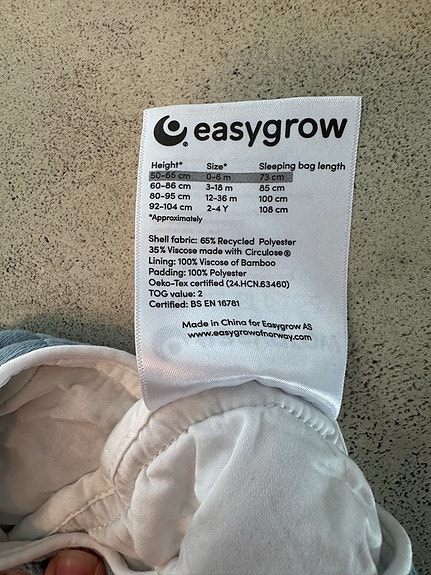 easygrow
Height* Size* Sleeping bag length
50-66 cm 0-6 m 73 cm
60-86 cm 3-18 m 85 cm
80-95 cm 12-36 m 100 cm
92-104 cm 2-4 Y 108 cm
*Approximately
Shell fabric: 65% Recycled Polyester
35% Viscose made with Circulose®
Lining: 100% Viscose of Bamboo
Padding: 100% Polyester
Oeko-Tex certified (24.HCN.63460)
TOG value: 2
Certified: BS EN 16781
Made in China for Easygrow AS
www.easygrowofnorway.com